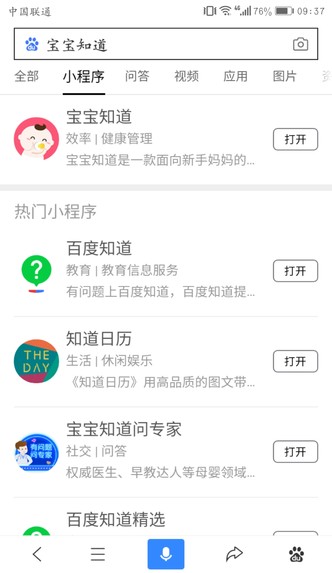 中国联通 4G 76% 09:37
宝宝知道
全部 小程序 问答 视频 应用 图片
宝宝知道
效率 | 健康管理
宝宝知道是一款面向新手妈妈的...
打开
热门小程序
百度知道
教育 | 教育信息服务
有问题上百度知道，百度知道提...
打开
THE DAY
知道日历
生活 | 休闲娱乐
《知道日历》用高品质的图文带...
打开
有问题
问专家
宝宝知道问专家
社交 | 问答
权威医生、早教达人等母婴领域...
打开
百度知道精选